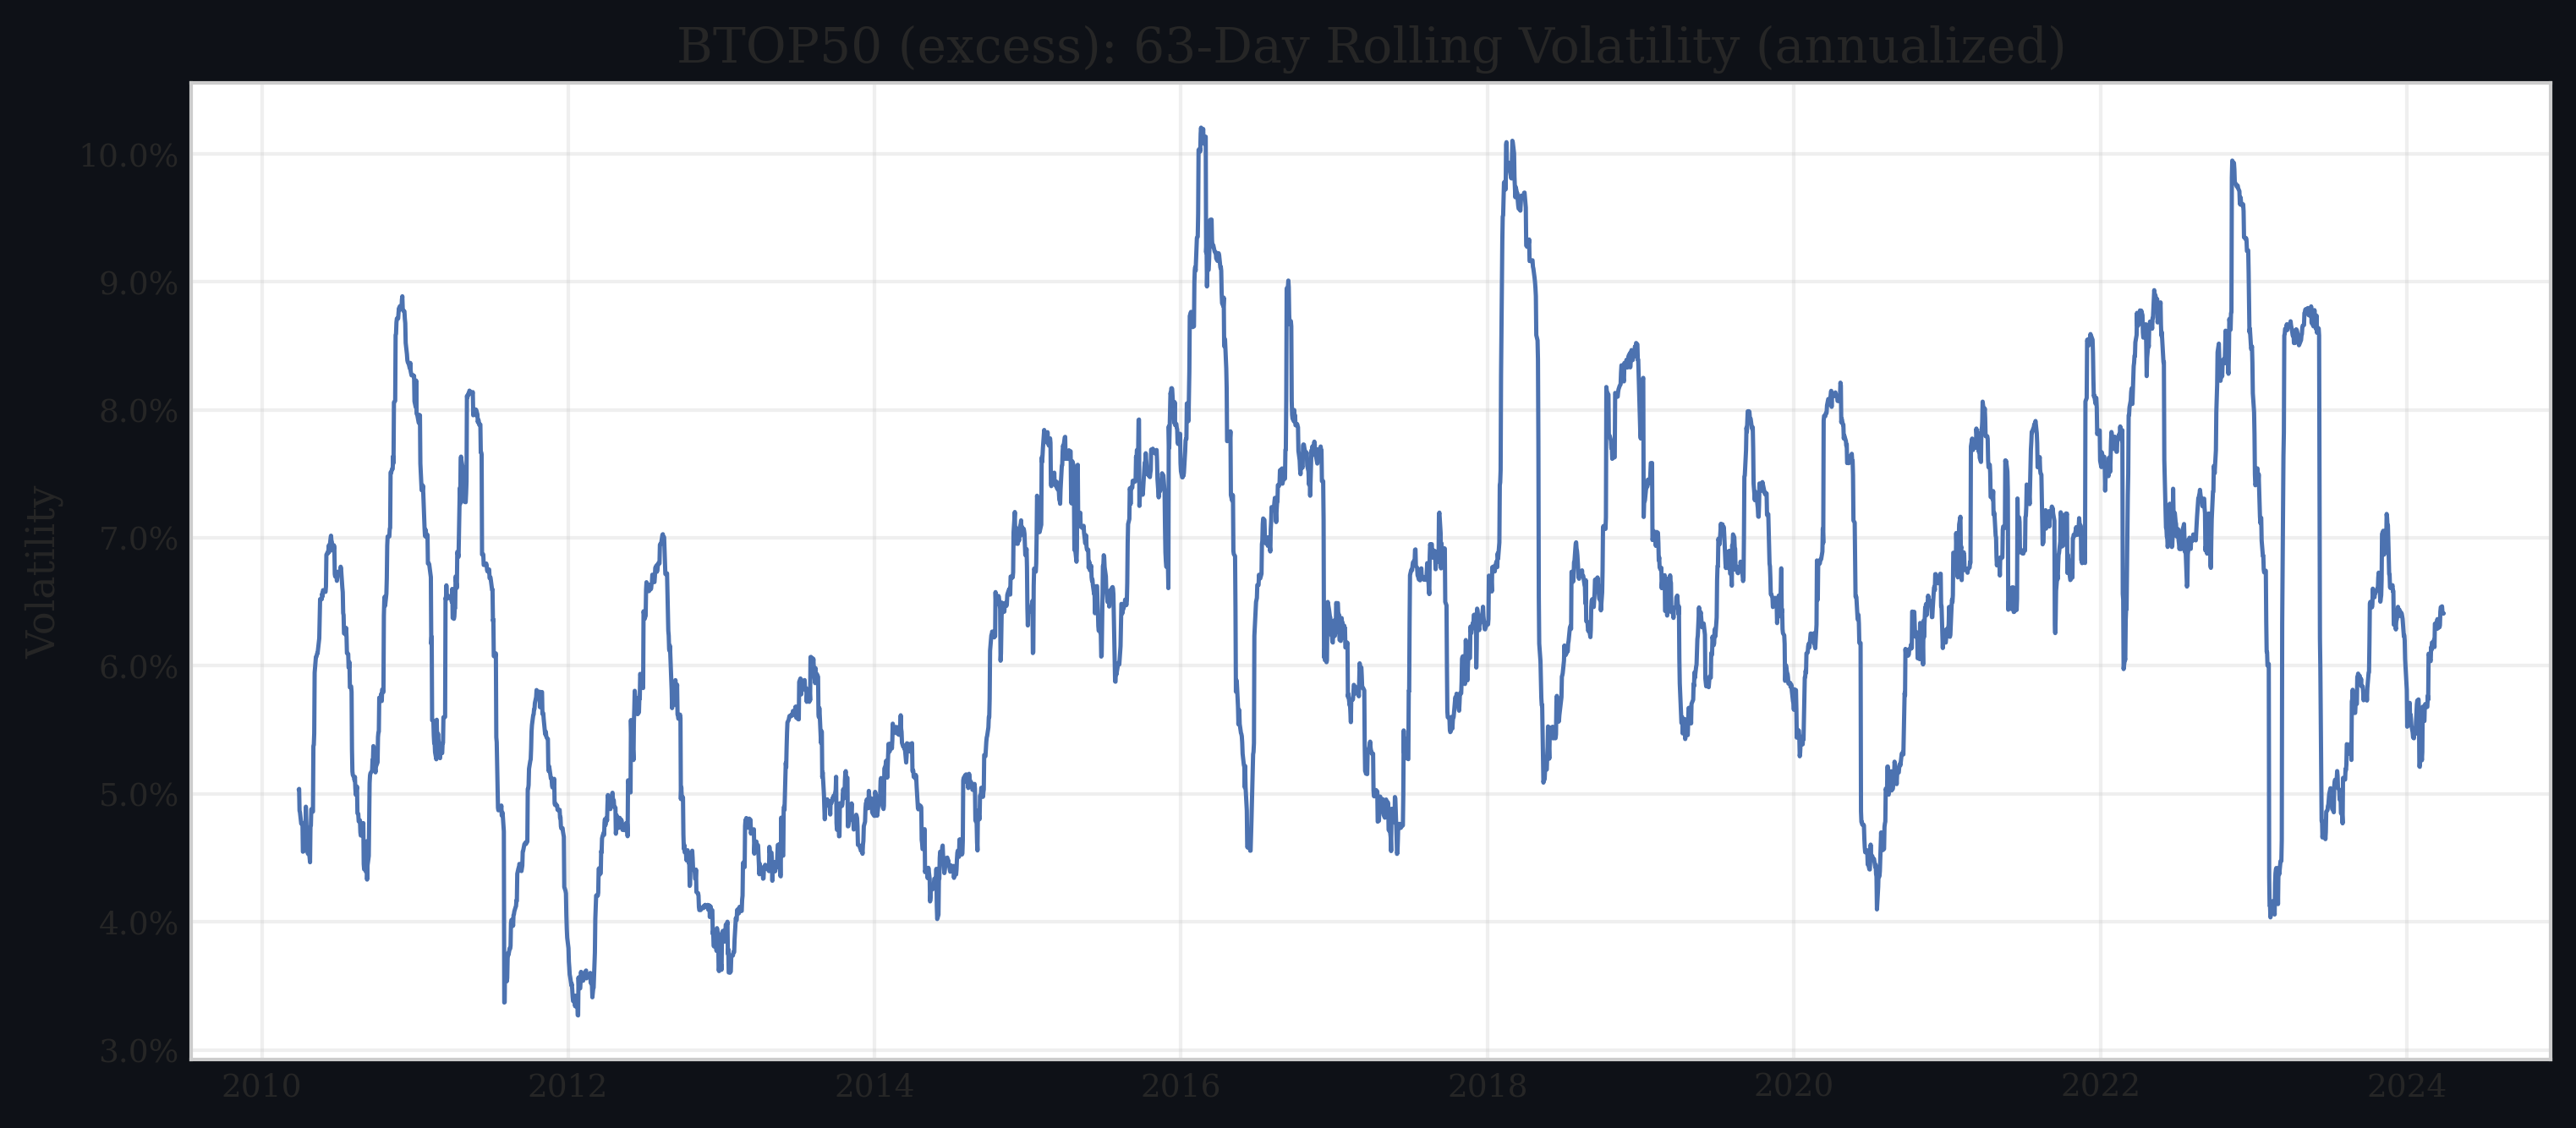 BTOP50 (excess): 63-Day Rolling Volatility (annualized)
Volatility
10.0%
9.0%
8.0%
7.0%
6.0%
5.0%
4.0%
3.0%
2010 2012 2014 2016 2018 2020 2022 2024